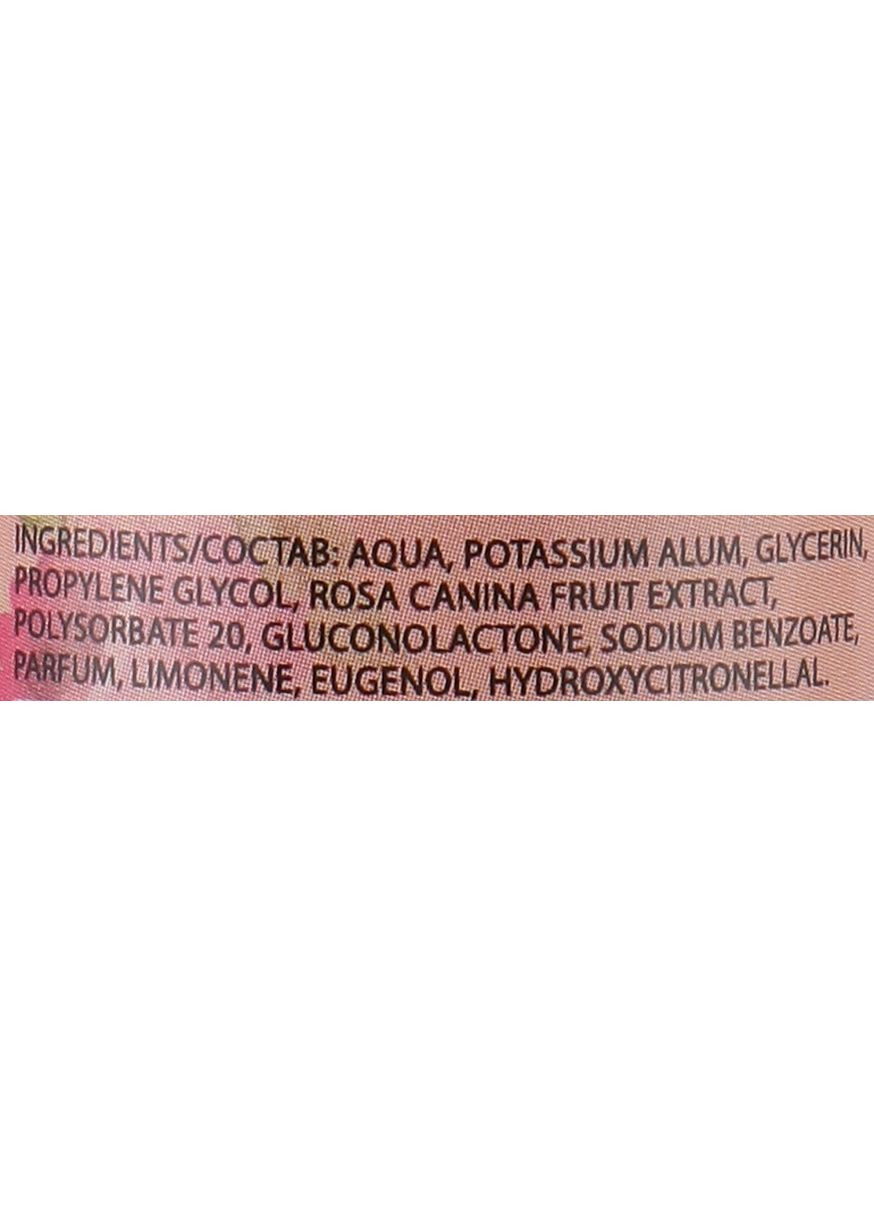 INGREDIENTS/СОСТАВ: AQUA, POTASSIUM ALUM, GLYCERIN,
PROPYLENE GLYCOL, ROSA CANINA FRUIT EXTRACT,
POLYSORBATE 20, GLUCONOLACTONE, SODIUM BENZOATE,
PARFUM, LIMONENE, EUGENOL, HYDROXYCITRONELLAL.